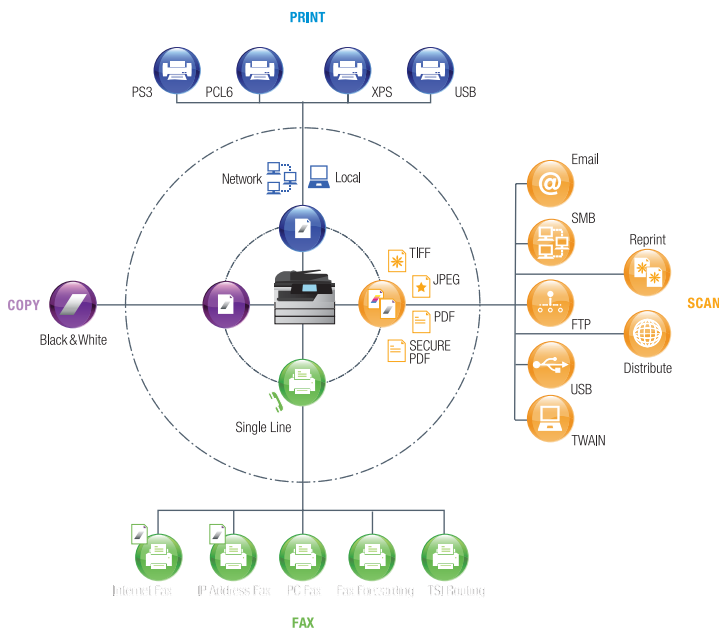 PRINT
PS3
PCL6
XPS
USB
Network
Local
Email
SMB
Reprint
TIFF
JPEG
PDF
SECURE
PDF
COPY
Black & White
SCAN
FTP
Distribute
USB
TWAIN
Single Line
Internet Fax
IP Address Fax
PC Fax
Fax Forwarding
TSI Routing
FAX